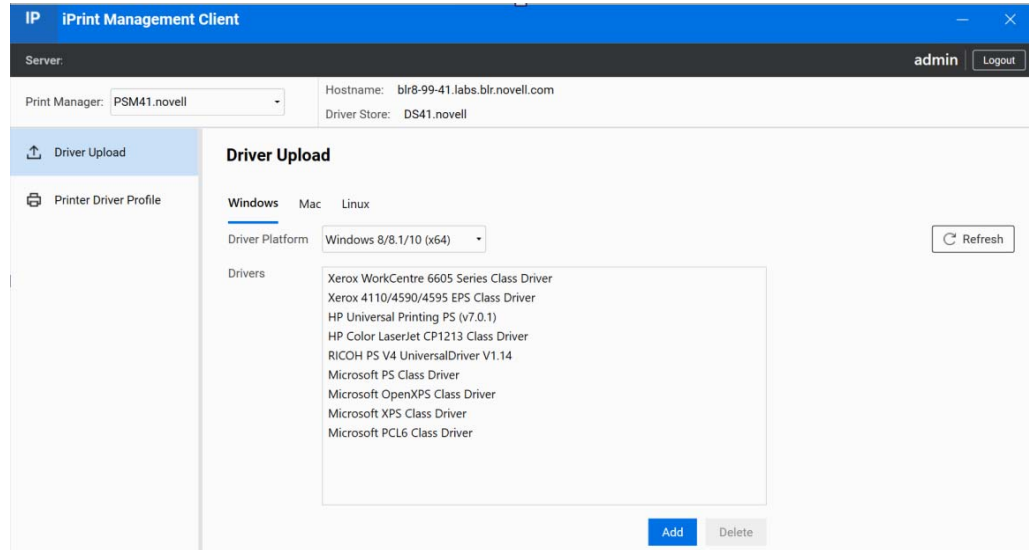 IP iPrint Management Client
Server: admin Logout
Print Manager: PSM41.novell
Hostname: blr8-99-41.labs.blr.novell.com
Driver Store: DS41.novell
Driver Upload
Printer Driver Profile
Driver Upload
Windows Mac Linux
Driver Platform Windows 8/8.1/10 (x64) Refresh
Drivers
Xerox WorkCentre 6605 Series Class Driver
Xerox 4110/4590/4595 EPS Class Driver
HP Universal Printing PS (v7.0.1)
HP Color LaserJet CP1213 Class Driver
RICOH PS V4 UniversalDriver V1.14
Microsoft PS Class Driver
Microsoft OpenXPS Class Driver
Microsoft XPS Class Driver
Microsoft PCL6 Class Driver
Add Delete